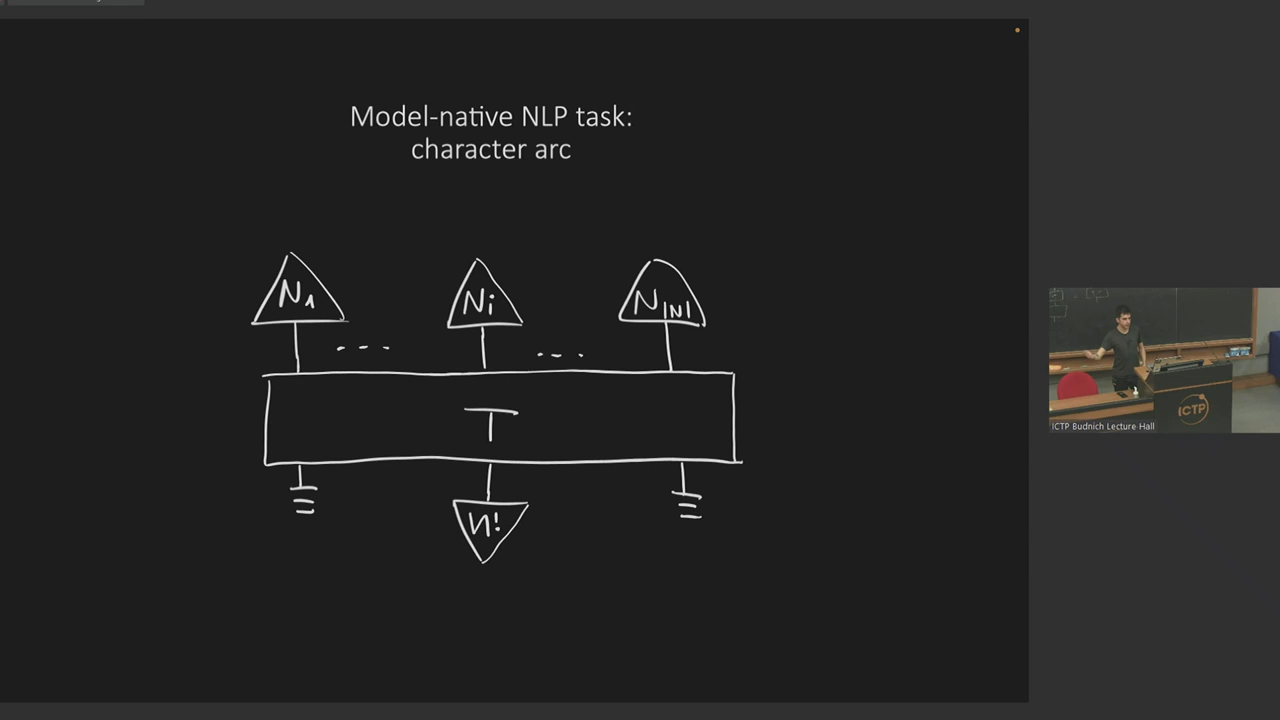 Model-native NLP task:
character arc
N1
Ni
N|N|
T
n!
ICTP
ICTP Budnich Lecture Hall